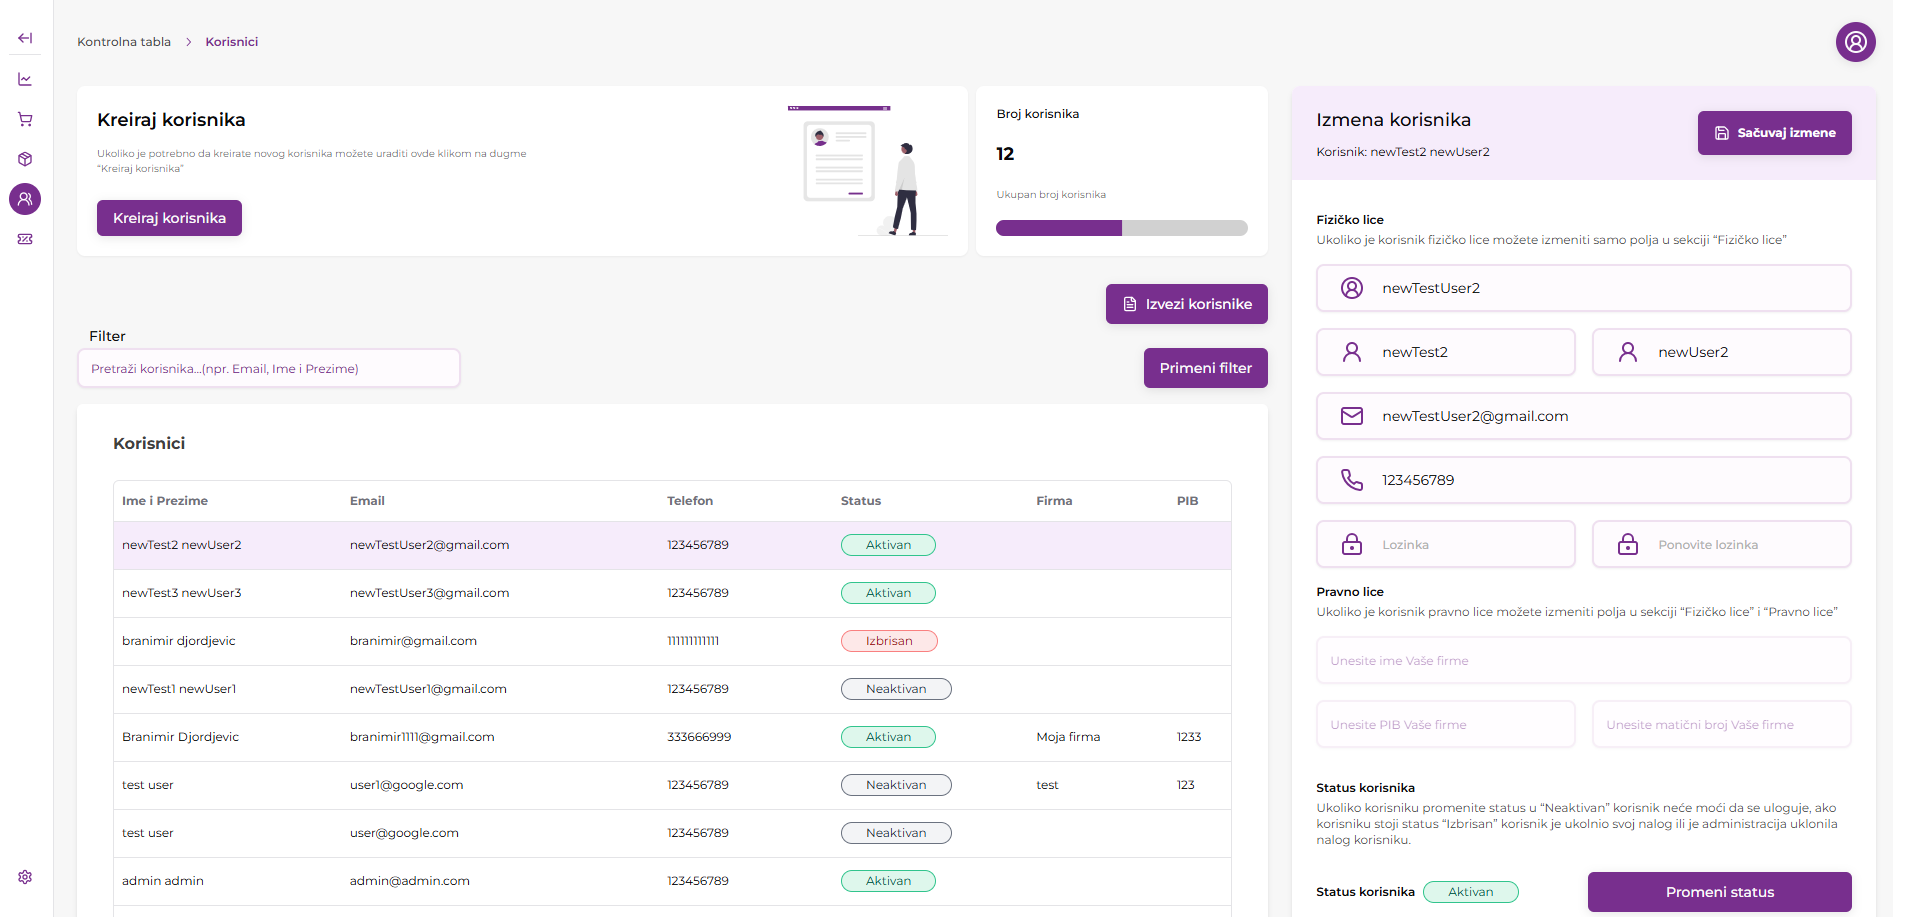 Kontrolna tabla > Korisnici
Kreiraj korisnika
Ukoliko je potrebno da kreirate novog korisnika možete uraditi ovde klikom na dugme
“Kreiraj korisnika”
Kreiraj korisnika
Broj korisnika
12
Ukupan broj korisnika
Izvezi korisnike
Filter
Pretraži korisnika...(npr. Email, Ime i Prezime)
Primeni filter
Korisnici
Ime i Prezime Email Telefon Status Firma PIB
newTest2 newUser2 newTestUser2@gmail.com 123456789 Aktivan
newTest3 newUser3 newTestUser3@gmail.com 123456789 Aktivan
branimir djordjevic branimir@gmail.com 111111111111 Izbrisan
newTest1 newUser1 newTestUser1@gmail.com 123456789 Neaktivan
Branimir Djordjevic branimir1111@gmail.com 333666999 Aktivan Moja firma 1233
test user user1@google.com 123456789 Neaktivan test 123
test user user@google.com 123456789 Neaktivan
admin admin admin@admin.com 123456789 Aktivan
Izmena korisnika
Korisnik: newTest2 newUser2
Sačuvaj izmene
Fizičko lice
Ukoliko je korisnik fizičko lice možete izmeniti samo polja u sekciji “Fizičko lice”
newTestUser2
newTest2 newUser2
newTestUser2@gmail.com
123456789
Lozinka Ponovite lozinka
Pravno lice
Ukoliko je korisnik pravno lice možete izmeniti polja u sekciji “Fizičko lice” i “Pravno lice”
Unesite ime Vaše firme
Unesite PIB Vaše firme Unesite matični broj Vaše firme
Status korisnika
Ukoliko korisniku promenite status u “Neaktivan” korisnik neće moći da se uloguje, ako
korisniku stoji status “Izbrisan” korisnik je ukolnio svoj nalog ili je administracija uklonila
nalog korisniku.
Status korisnika Aktivan Promeni status